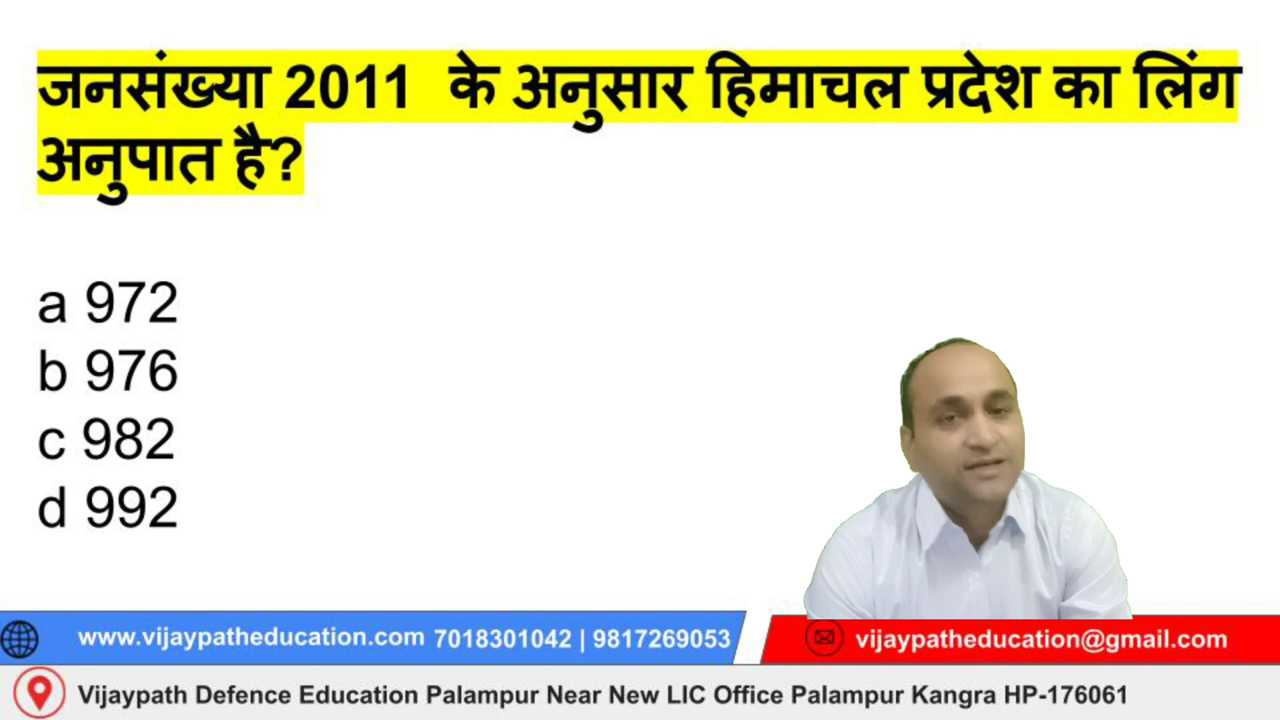 जनसंख्या 2011 के अनुसार हिमाचल प्रदेश का लिंग
अनुपात है?
a 972
b 976
c 982
d 992
www.vijaypatheducation.com 7018301042 | 9817269053
vijaypatheducation@gmail.com
Vijaypath Defence Education Palampur Near New LIC Office Palampur Kangra HP-176061